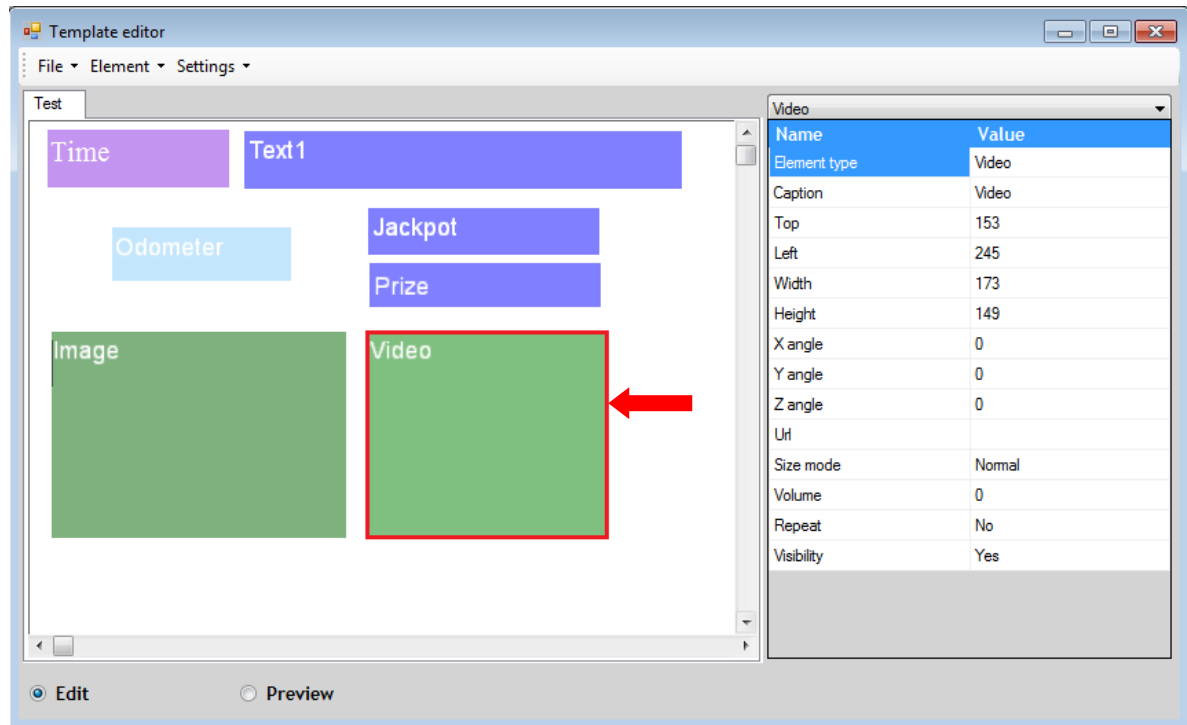 Template editor
File Element Settings
Test
Time
Text1
Odometer
Jackpot
Prize
Image
Video
Video
Name Value
Element type Video
Caption Video
Top 153
Left 245
Width 173
Height 149
X angle 0
Y angle 0
Z angle 0
Url
Size mode Normal
Volume 0
Repeat No
Visibility Yes
Edit Preview